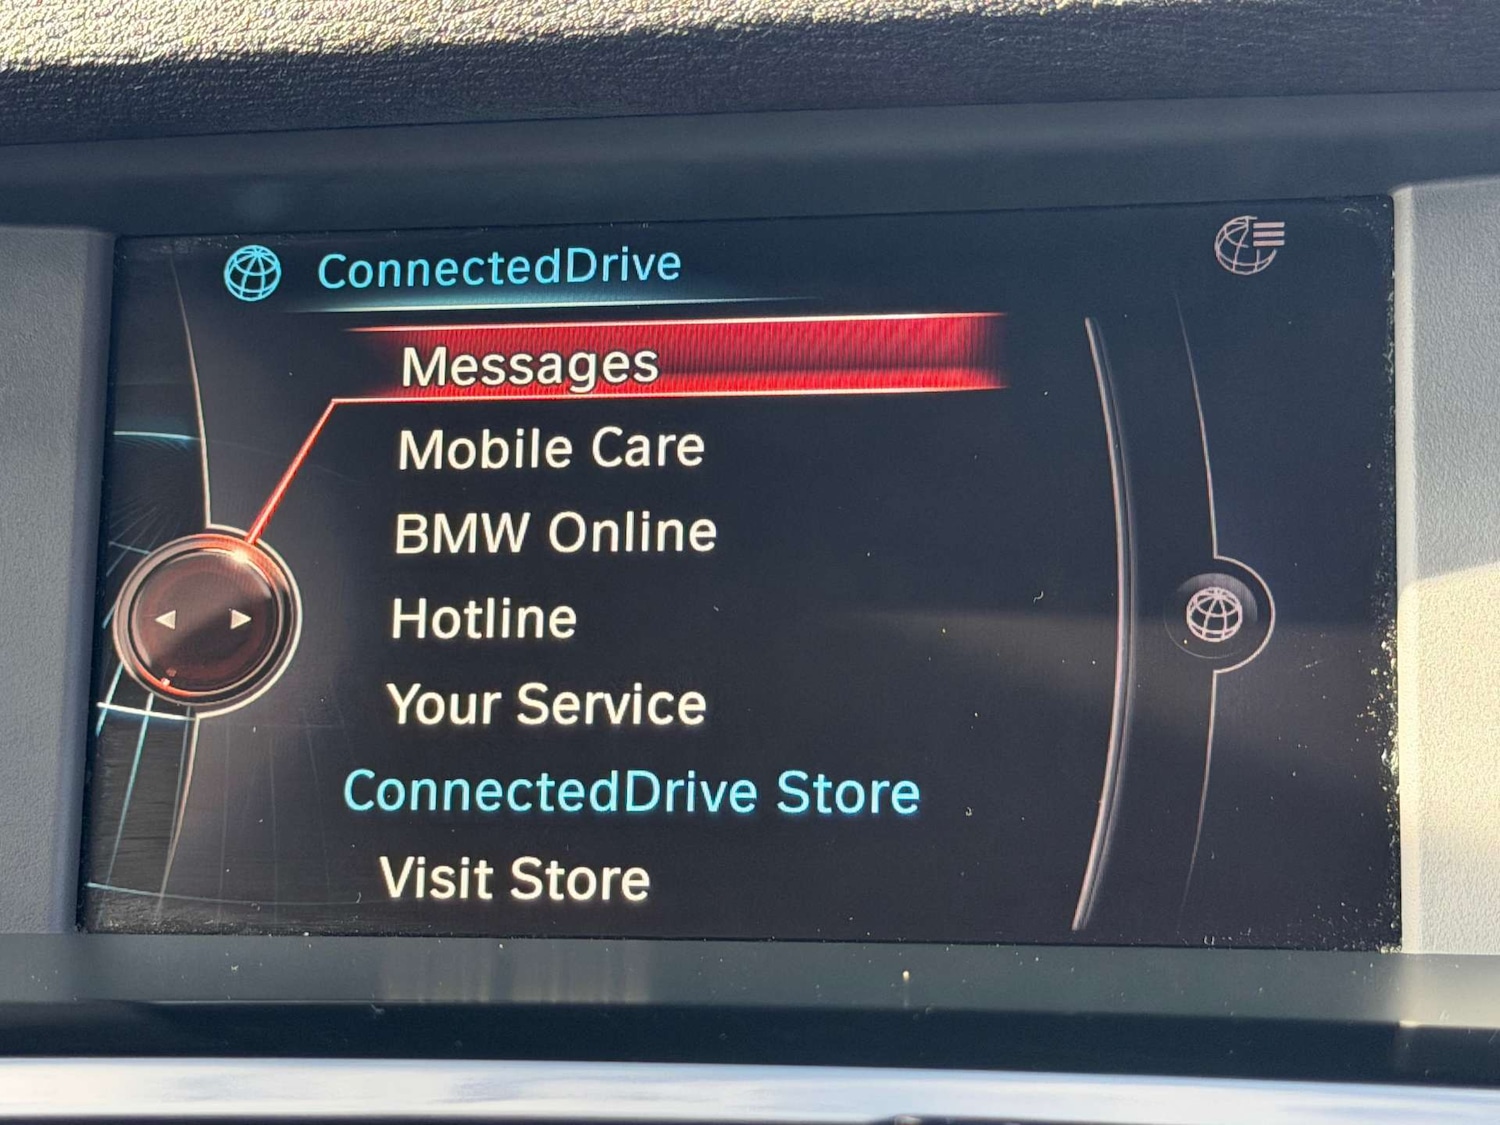 ConnectedDrive
Messages
Mobile Care
BMW Online
Hotline
Your Service
ConnectedDrive Store
Visit Store